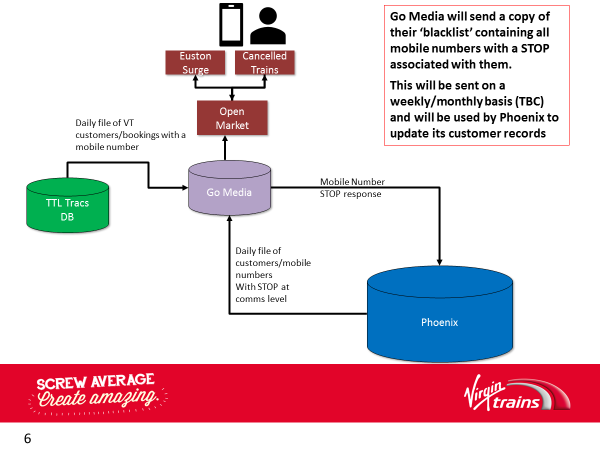 Go Media will send a copy of
their ‘blacklist’ containing all
mobile numbers with a STOP
associated with them.
This will be sent on a
weekly/monthly basis (TBC)
and will be used by Phoenix to
update its customer records
Euston
Surge
Cancelled
Trains
Open
Market
Daily file of VT
customers/bookings with a
mobile number
TTL Tracs
DB
Go Media
Mobile Number
STOP response
Daily file of
customers/mobile
numbers
With STOP at
comms level
Phoenix
SCREW AVERAGE
Create amazing.
Virgin
trains
6